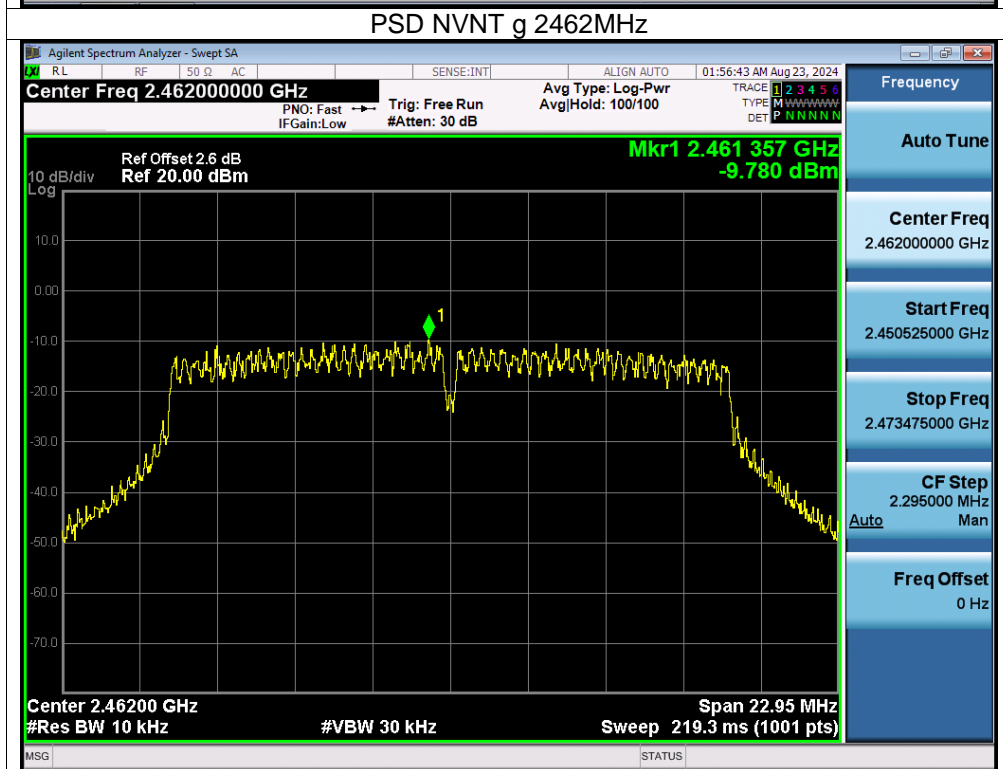 PSD NVNT g 2462MHz
Agilent Spectrum Analyzer - Swept SA
LXI RL RF 50 Ω AC SENSE:INT ALIGN AUTO 01:56:43 AM Aug 23, 2024
Center Freq 2.462000000 GHz
PNO: Fast
IFGain:Low
Trig: Free Run
#Atten: 30 dB
Avg Type: Log-Pwr
Avg|Hold: 100/100
TRACE 1 2 3 4 5 6
TYPE M WWWWW
DET P N N N N N
Mkr1 2.461 357 GHz
-9.780 dBm
Ref Offset 2.6 dB
10 dB/div Ref 20.00 dBm
Log
10.0
0.00
-10.0
-20.0
-30.0
-40.0
-50.0
-60.0
-70.0
1
Center 2.46200 GHz Span 22.95 MHz
#Res BW 10 kHz #VBW 30 kHz Sweep 219.3 ms (1001 pts)
MSG STATUS
Frequency
Auto Tune
Center Freq
2.462000000 GHz
Start Freq
2.450525000 GHz
Stop Freq
2.473475000 GHz
CF Step
2.295000 MHz
Auto Man
Freq Offset
0 Hz